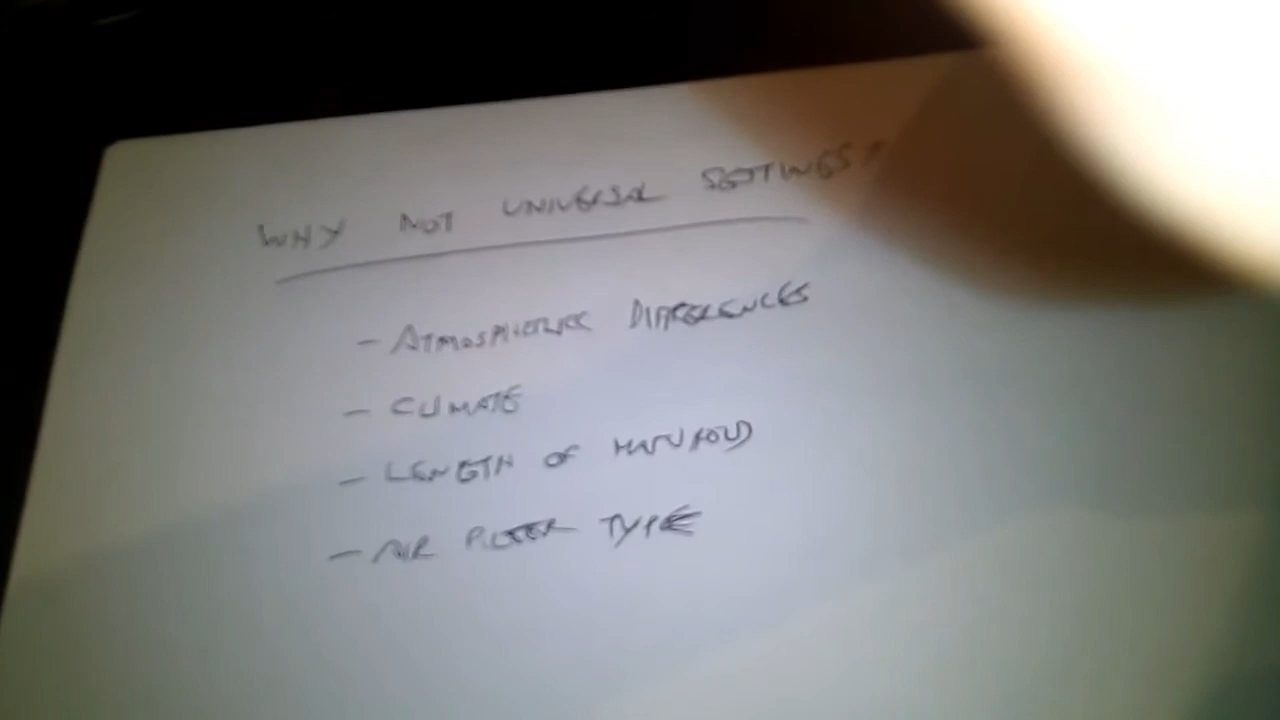 WHY NOT UNIVERSAL SETTINGS?
- ATMOSPHERIC DIFFERENCES
- CLIMATE
- LENGTH OF MANIFOLD
- AIR FILTER TYPE